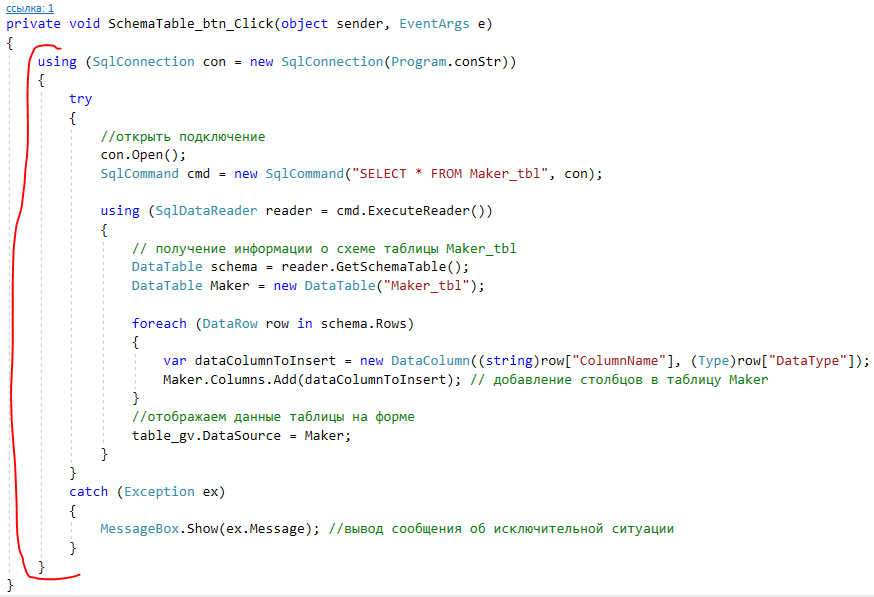 ссылка: 1
private void SchemaTable_btn_Click(object sender, EventArgs e)
{
    using (SqlConnection con = new SqlConnection(Program.conStr))
    {
        try
        {
            //открыть подключение
            con.Open();
            SqlCommand cmd = new SqlCommand("SELECT * FROM Maker_tbl", con);

            using (SqlDataReader reader = cmd.ExecuteReader())
            {
                // получение информации о схеме таблицы Maker_tbl
                DataTable schema = reader.GetSchemaTable();
                DataTable Maker = new DataTable("Maker_tbl");

                foreach (DataRow row in schema.Rows)
                {
                    var dataColumnToInsert = new DataColumn((string)row["ColumnName"], (Type)row["DataType"]);
                    Maker.Columns.Add(dataColumnToInsert); // добавление столбцов в таблицу Maker
                }
                //отображаем данные таблицы на форме
                table_gv.DataSource = Maker;
            }
        }
        catch (Exception ex)
        {
            MessageBox.Show(ex.Message); //вывод сообщения об исключительной ситуации
        }
    }
}